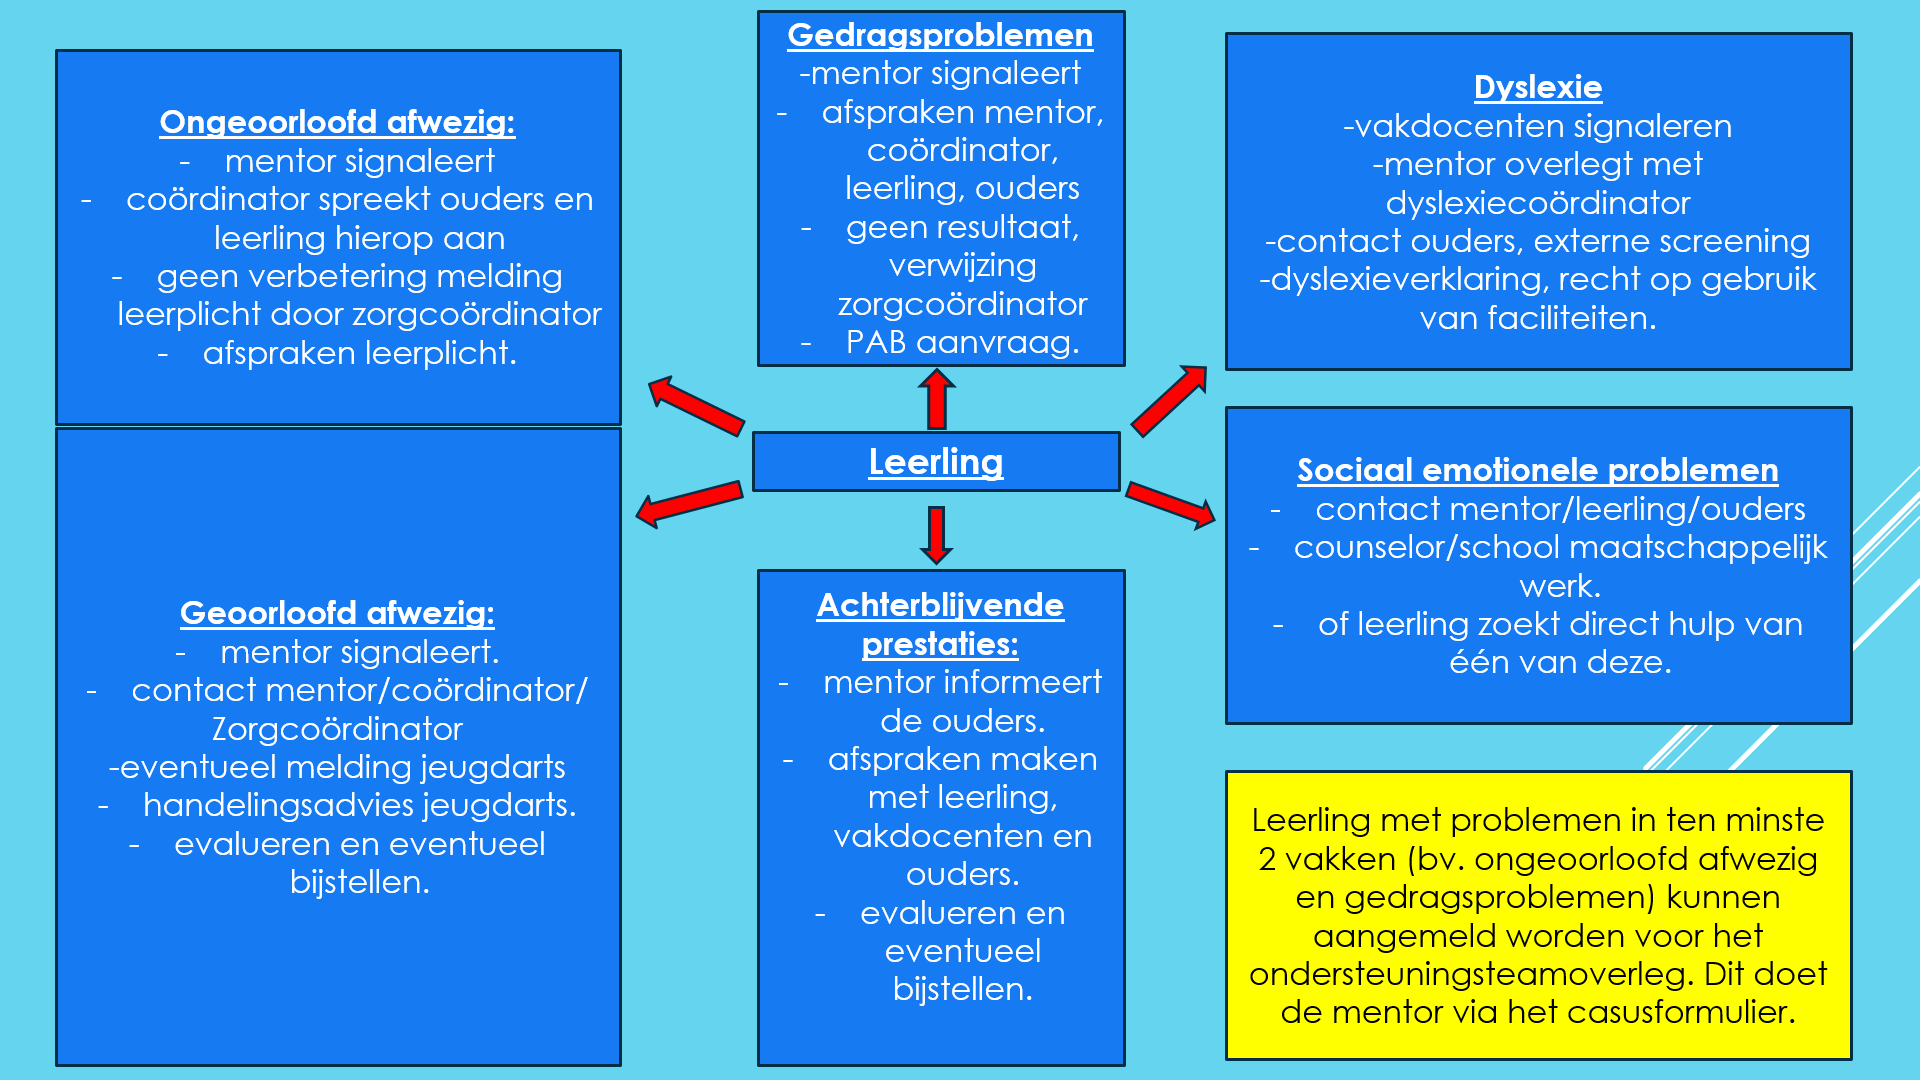 Ongeoorloofd afwezig:
- mentor signaleert
- coördinator spreekt ouders en
leerling hierop aan
- geen verbetering melding
leerplicht door zorgcoördinator
- afspraken leerplicht.
Geoorloofd afwezig:
- mentor signaleert.
- contact mentor/coördinator/
Zorgcoördinator
-eventueel melding jeugdarts
- handelingsadvies jeugdarts.
- evalueren en eventueel
bijstellen.
Gedragsproblemen
-mentor signaleert
- afspraken mentor,
coördinator,
leerling, ouders
- geen resultaat,
verwijzing
zorgcoördinator
- PAB aanvraag.
Leerling
Achterblijvende
prestaties:
- mentor informeert
de ouders.
- afspraken maken
met leerling,
vakdocenten en
ouders.
- evalueren en
eventueel
bijstellen.
Dyslexie
-vakdocenten signaleren
-mentor overlegt met
dyslexiecoördinator
-contact ouders, externe screening
-dyslexieverklaring, recht op gebruik
van faciliteiten.
Sociaal emotionele problemen
- contact mentor/leerling/ouders
- counselor/school maatschappelijk
werk.
- of leerling zoekt direct hulp van
één van deze.
Leerling met problemen in ten minste
2 vakken (bv. ongeoorloofd afwezig
en gedragsproblemen) kunnen
aangemeld worden voor het
ondersteuningsteamoverleg. Dit doet
de mentor via het casusformulier.